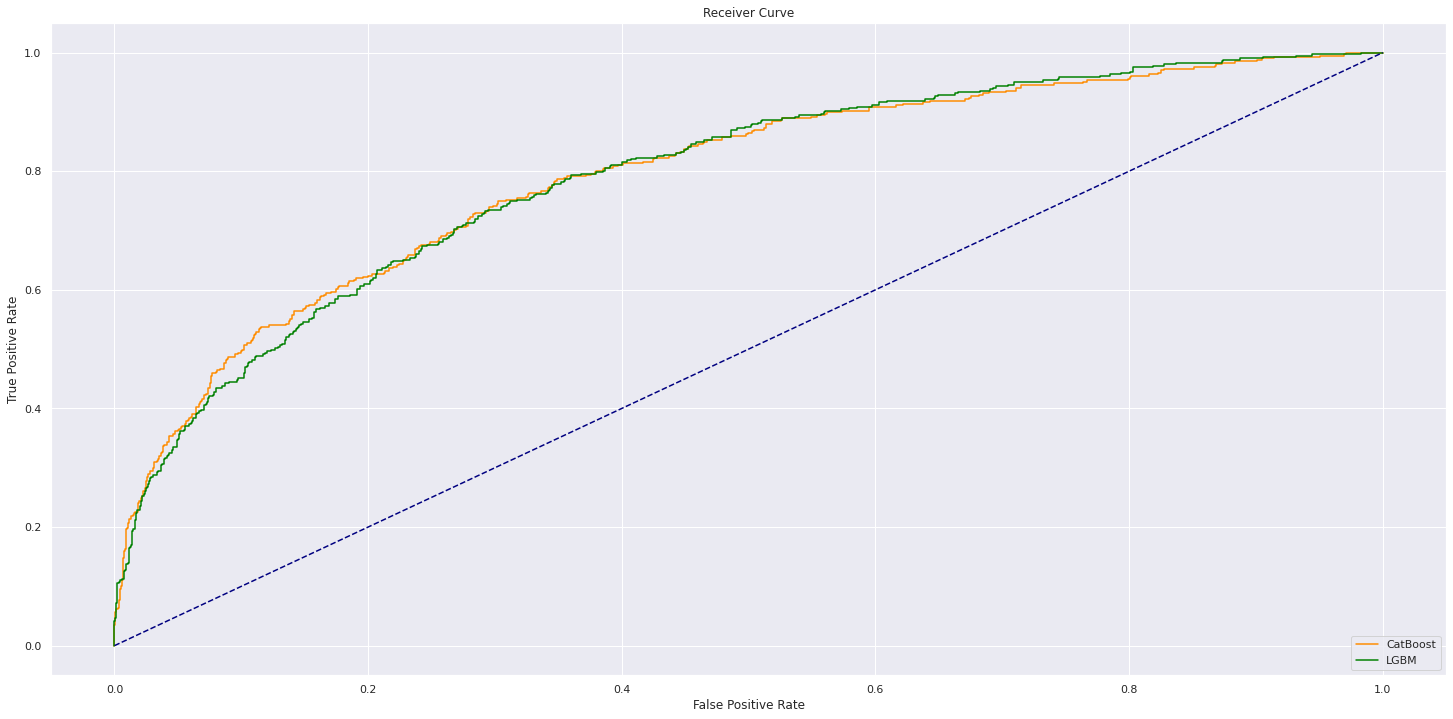 Receiver Curve
True Positive Rate
1.0
0.8
0.6
0.4
0.2
0.0
0.0 0.2 0.4 0.6 0.8 1.0
False Positive Rate
CatBoost
LGBM